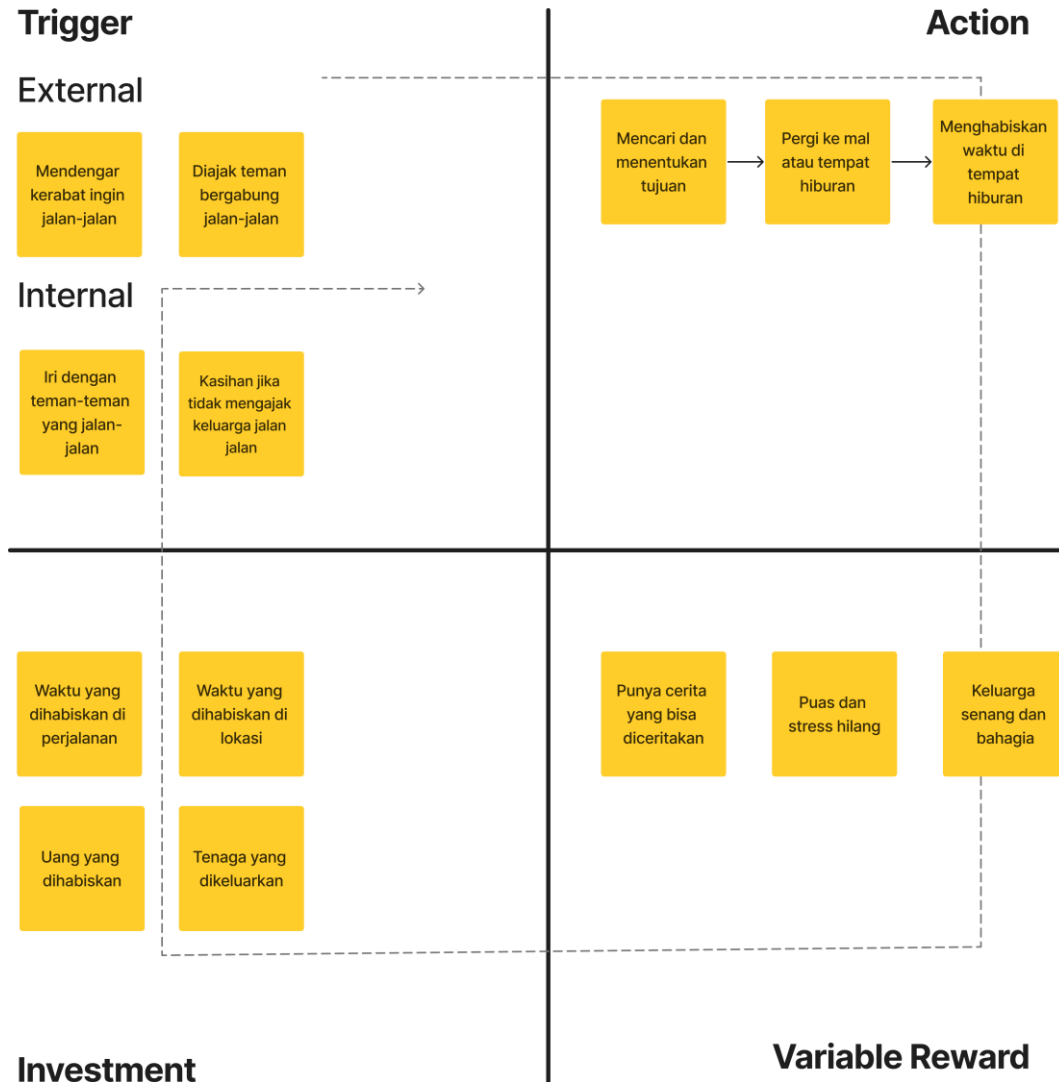 Trigger
External
Mendengar
kerabat ingin
jalan-jalan
Diajak teman
bergabung
jalan-jalan
Internal
Iri dengan
teman-teman
yang jalan-
jalan
Kasihan jika
tidak mengajak
keluarga jalan
jalan
Action
Mencari dan
menentukan
tujuan
Pergi ke mal
atau tempat
hiburan
Menghabiskan
waktu di
tempat
hiburan
Waktu yang
dihabiskan di
perjalanan
Waktu yang
dihabiskan di
lokasi
Uang yang
dihabiskan
Tenaga yang
dikeluarkan
Investment
Punya cerita
yang bisa
diceritakan
Puas dan
stress hilang
Keluarga
senang dan
bahagia
Variable Reward